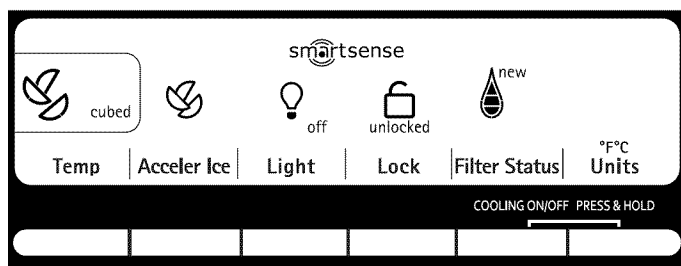 smartsense
new
cubed
off
unlocked
°F°C
Temp Acceler Ice Light Lock Filter Status Units
COOLING ON/OFF PRESS & HOLD